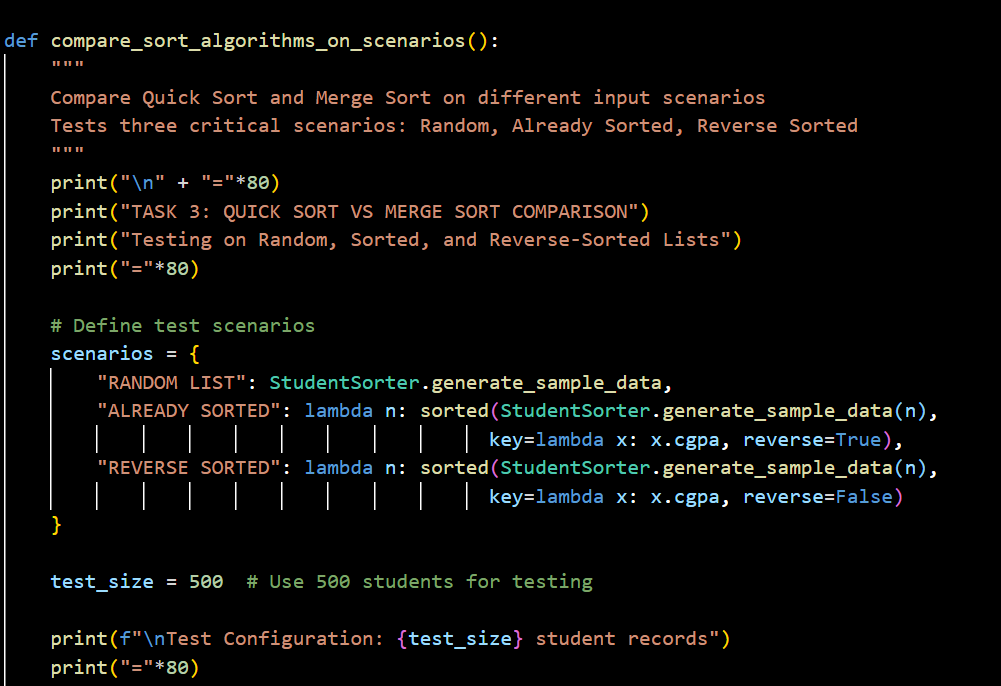 def compare_sort_algorithms_on_scenarios():
    """
    Compare Quick Sort and Merge Sort on different input scenarios
    Tests three critical scenarios: Random, Already Sorted, Reverse Sorted
    """
    print("\n" + "="*80)
    print("TASK 3: QUICK SORT VS MERGE SORT COMPARISON")
    print("Testing on Random, Sorted, and Reverse-Sorted Lists")
    print("="*80)

    # Define test scenarios
    scenarios = {
        "RANDOM LIST": StudentSorter.generate_sample_data,
        "ALREADY SORTED": lambda n: sorted(StudentSorter.generate_sample_data(n),
                                          key=lambda x: x.cgpa, reverse=True),
        "REVERSE SORTED": lambda n: sorted(StudentSorter.generate_sample_data(n),
                                          key=lambda x: x.cgpa, reverse=False)
    }

    test_size = 500  # Use 500 students for testing

    print(f"\nTest Configuration: {test_size} student records")
    print("="*80)